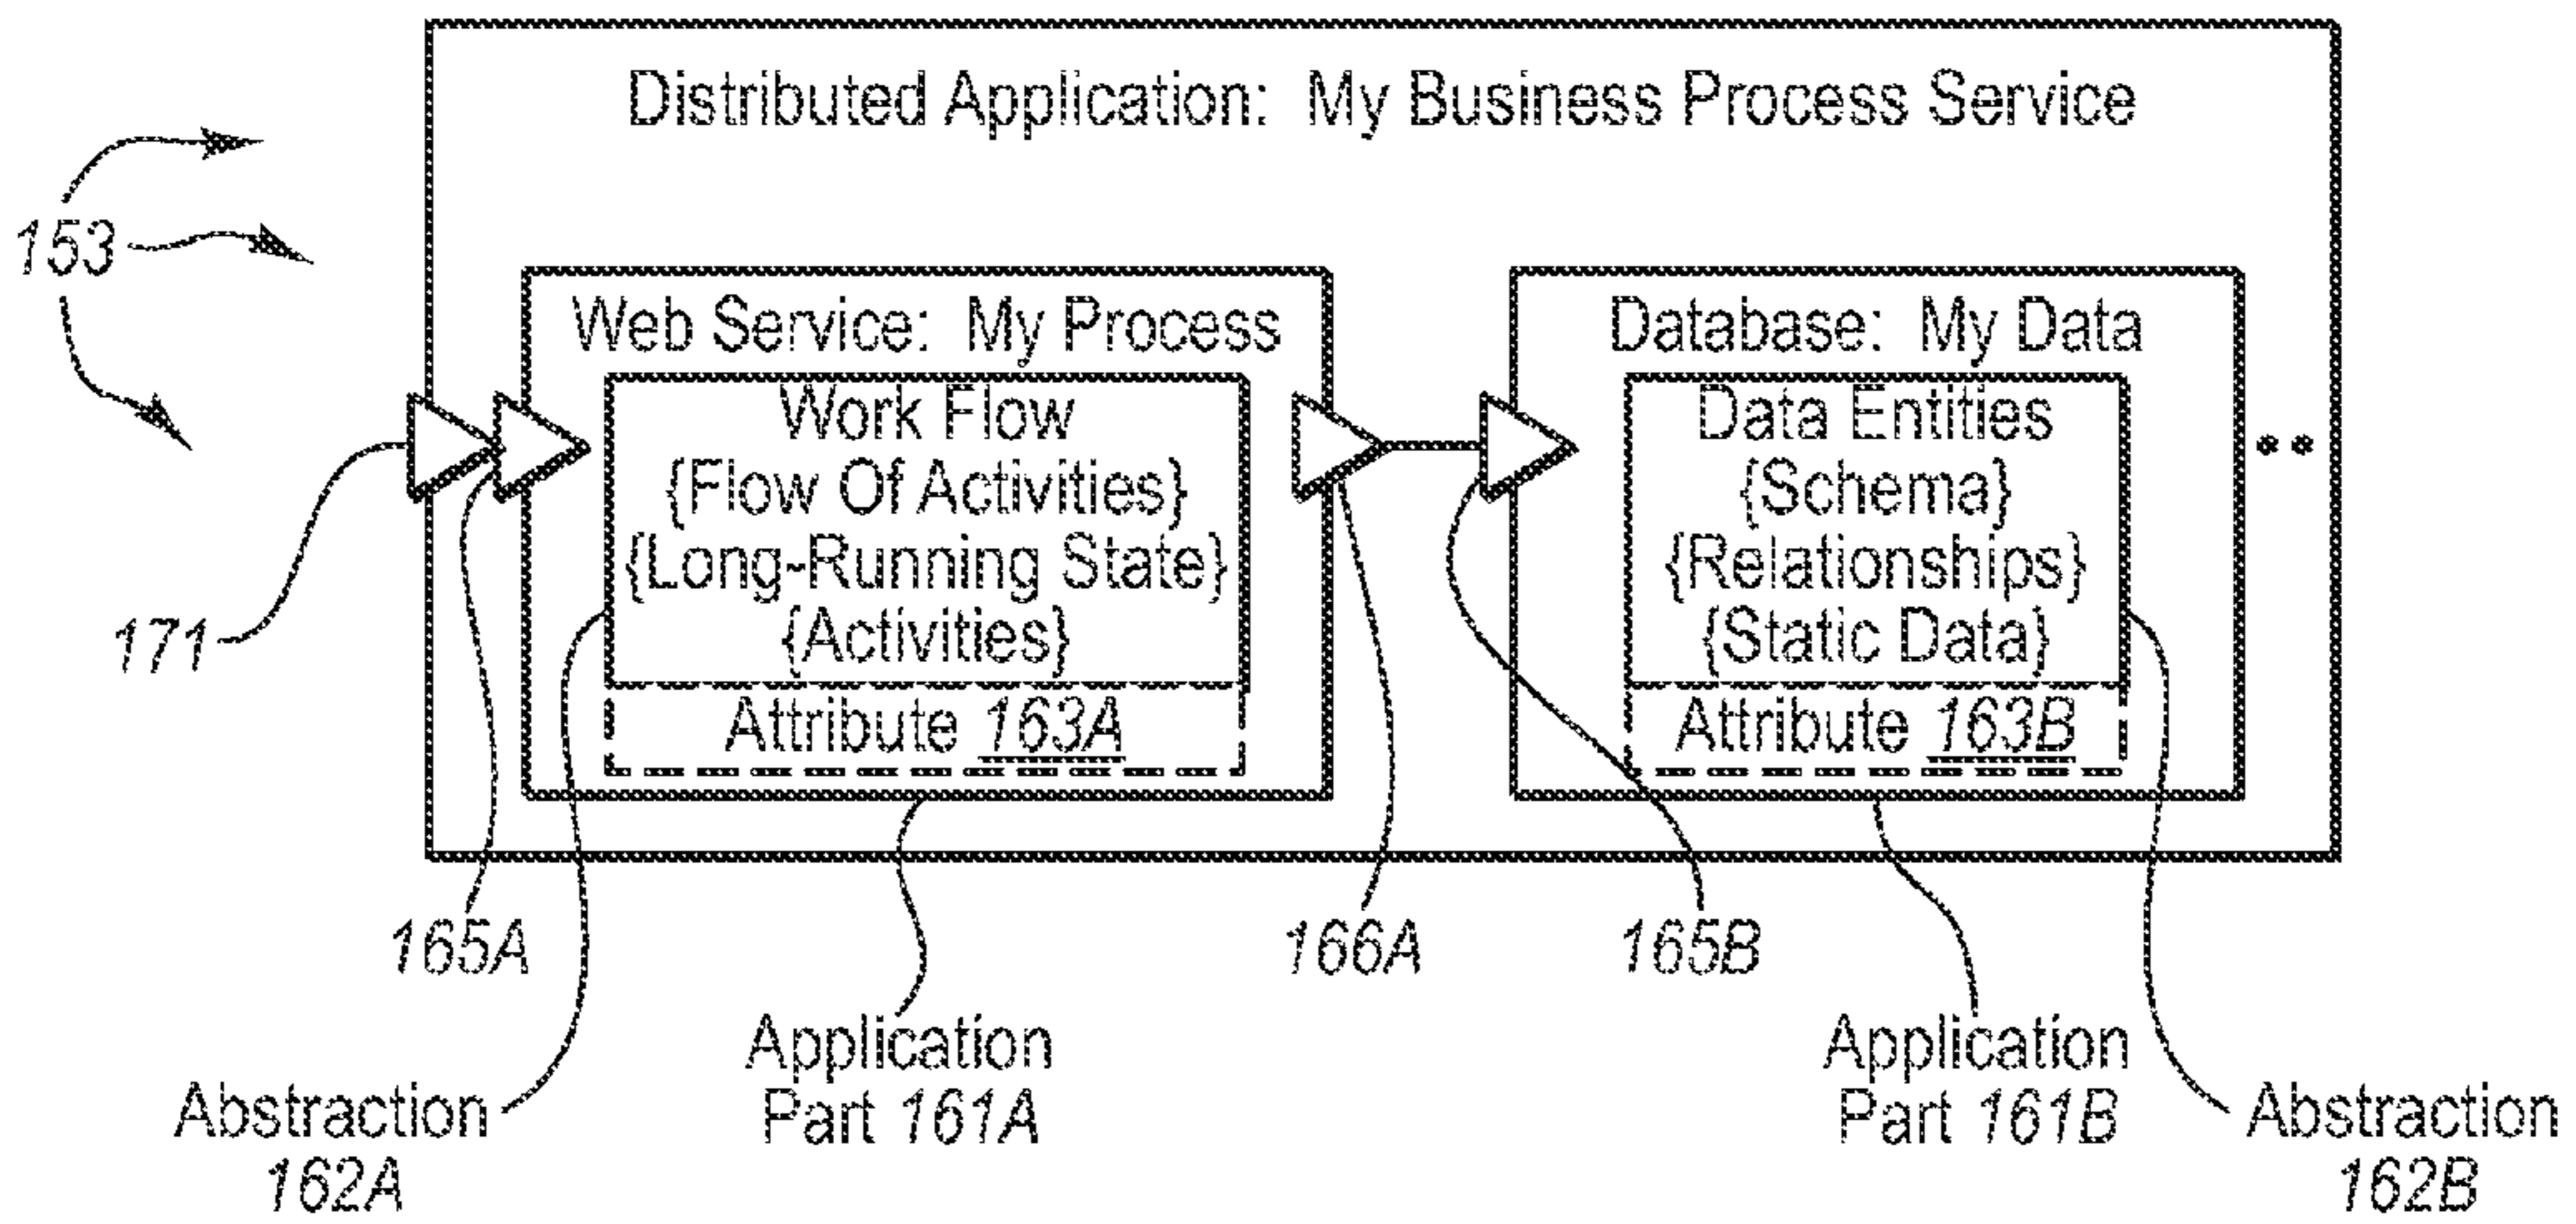 Distributed Application: My Business Process Service
153
Web Service: My Process
Work Flow
{Flow Of Activities}
{Long-Running State}
{Activities}
Attribute 163A
Database: My Data
Data Entities
{Schema}
{Relationships}
{Static Data}
Attribute 163B
171
165A
166A
165B
Abstraction
162A
Application
Part 161A
Application
Part 161B
Abstraction
162B